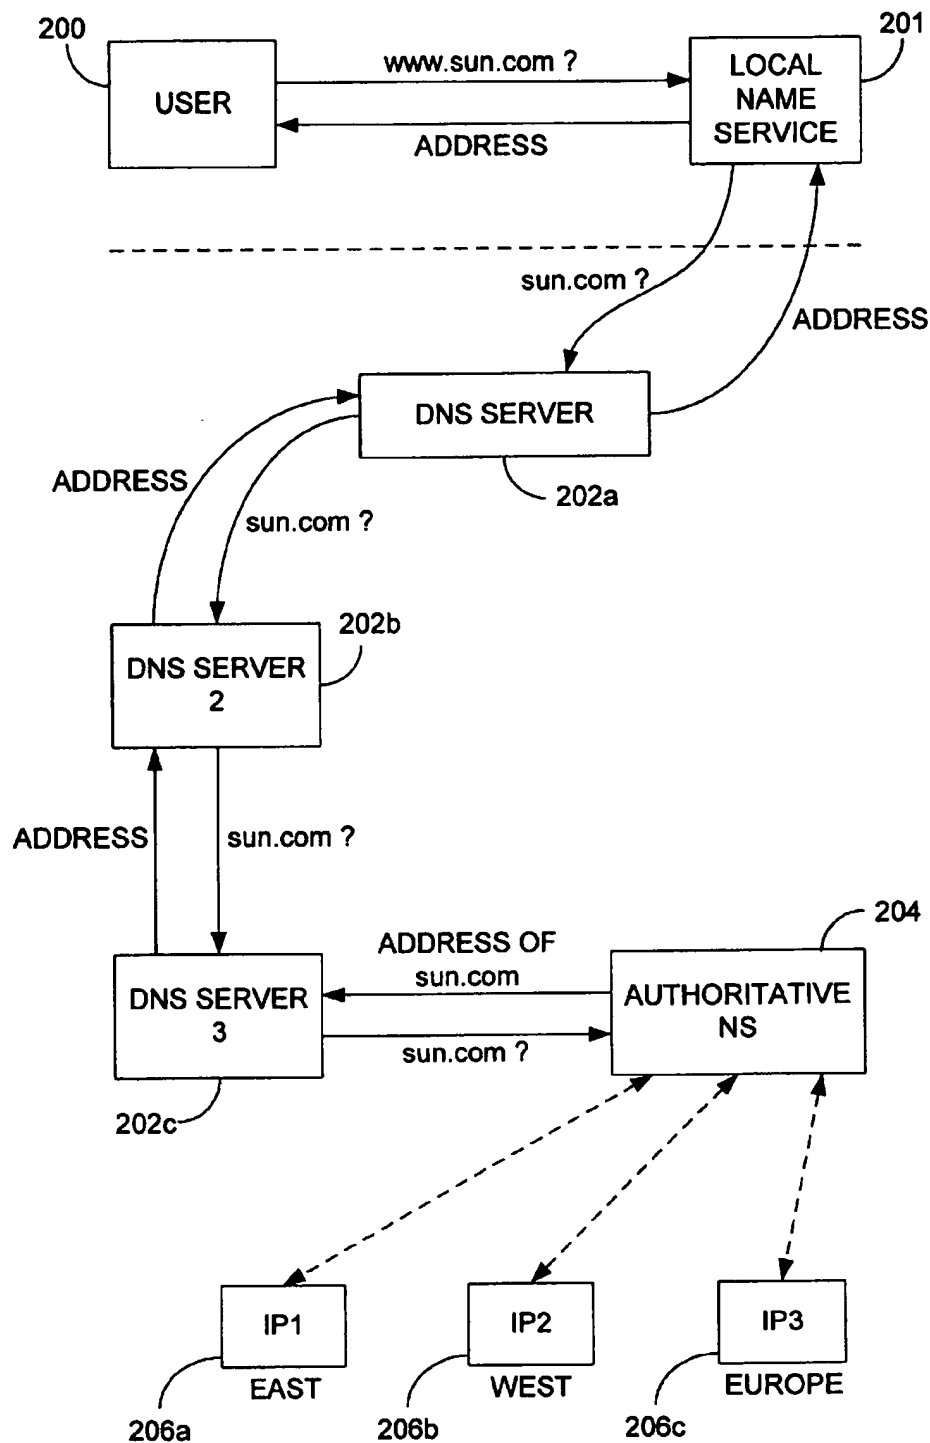 200
USER
www.sun.com ?
ADDRESS
201
LOCAL
NAME
SERVICE
sun.com ?
ADDRESS
DNS SERVER
202a
ADDRESS
sun.com ?
202b
DNS SERVER
2
ADDRESS
sun.com ?
DNS SERVER
3
202c
ADDRESS OF
sun.com
sun.com ?
204
AUTHORITATIVE
NS
IP1
EAST
206a
IP2
WEST
206b
IP3
EUROPE
206c